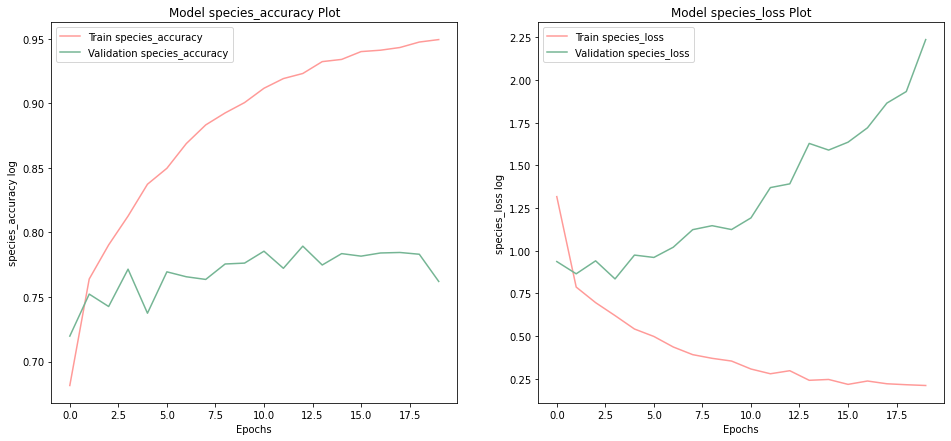 Model species_accuracy Plot
Train species_accuracy
Validation species_accuracy
species_accuracy log
0.95
0.90
0.85
0.80
0.75
0.70
0.0 2.5 5.0 7.5 10.0 12.5 15.0 17.5
Epochs
Model species_loss Plot
Train species_loss
Validation species_loss
species_loss log
2.25
2.00
1.75
1.50
1.25
1.00
0.75
0.50
0.25
0.0 2.5 5.0 7.5 10.0 12.5 15.0 17.5
Epochs